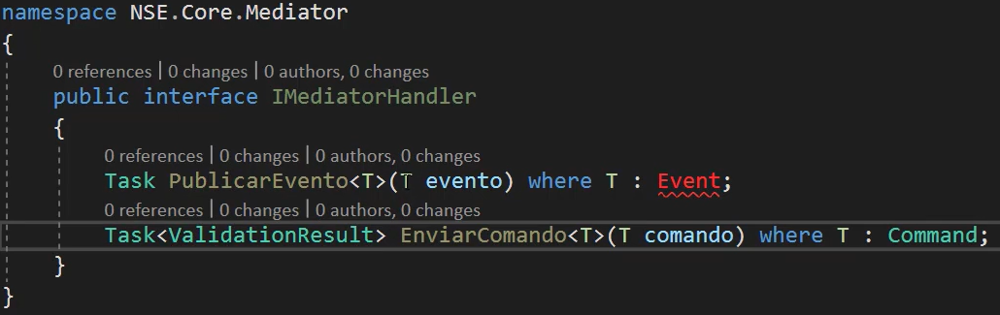 namespace NSE.Core.Mediator
{
0 references | 0 changes | 0 authors, 0 changes
public interface IMediatorHandler
{
0 references | 0 changes | 0 authors, 0 changes
Task PublicarEvento<T>(T evento) where T : Event;
0 references | 0 changes | 0 authors, 0 changes
Task<ValidationResult> EnviarComando<T>(T comando) where T : Command;
}
}